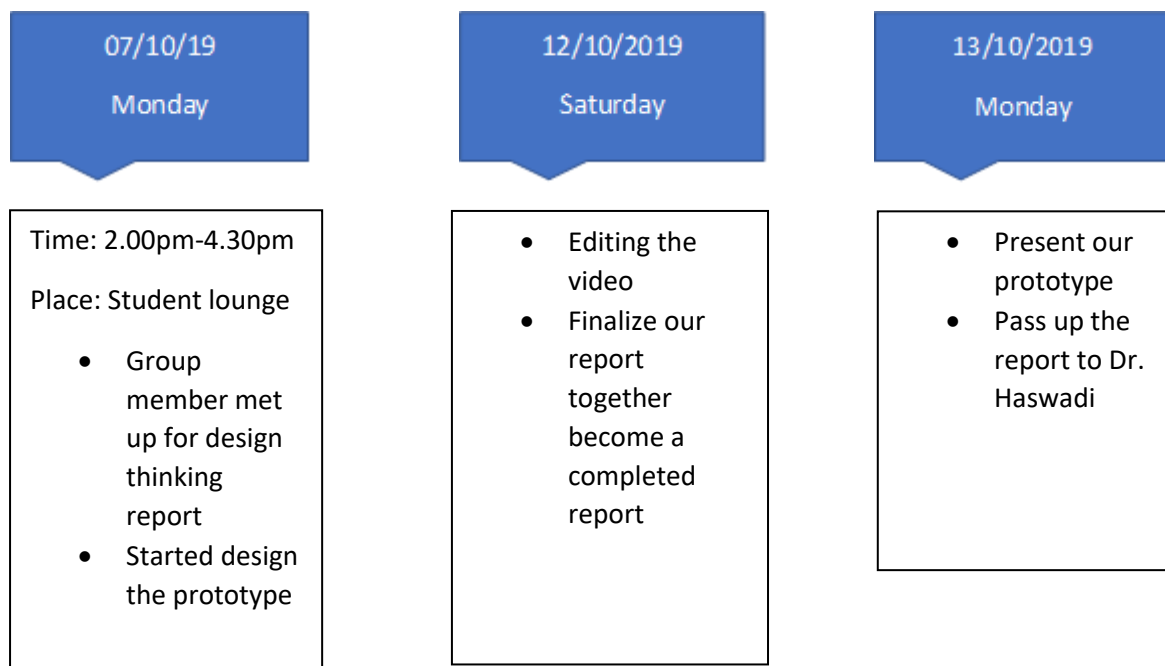 07/10/19
Monday
Time: 2.00pm-4.30pm
Place: Student lounge
• Group
member met
up for design
thinking
report
• Started design
the prototype
12/10/2019
Saturday
• Editing the
video
• Finalize our
report
together
become a
completed
report
13/10/2019
Monday
• Present our
prototype
• Pass up the
report to Dr.
Haswadi